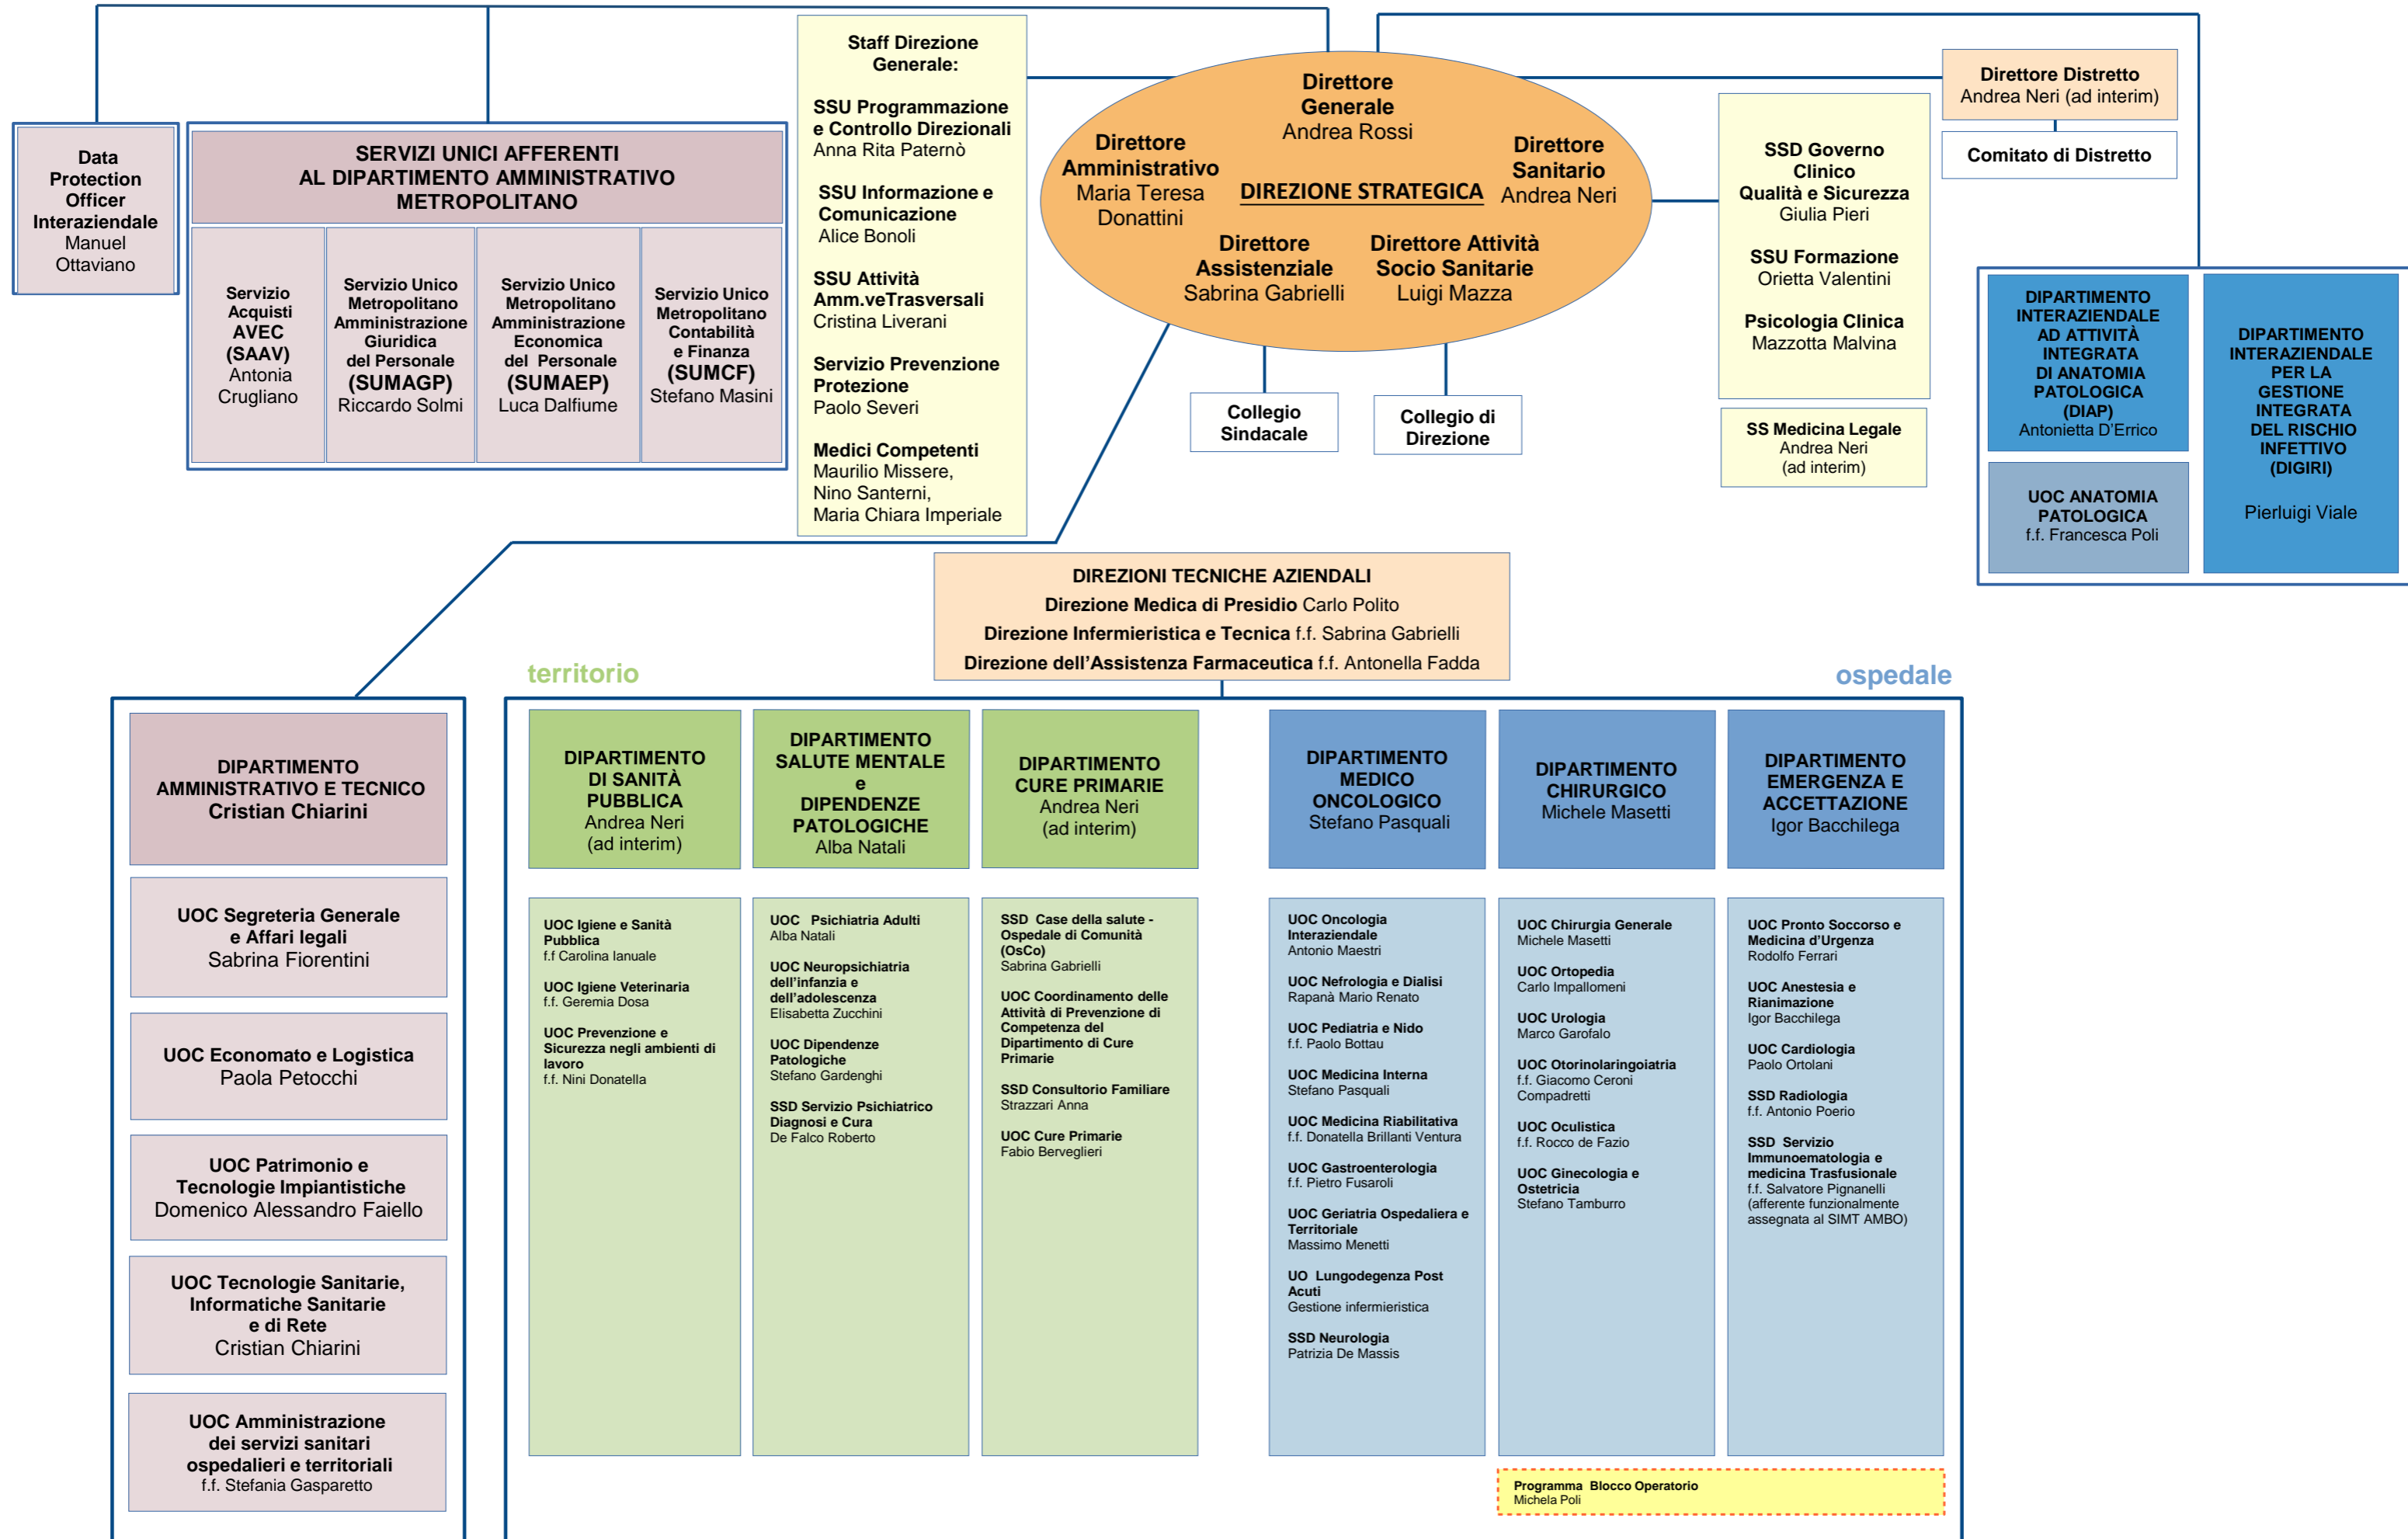 Data
Protection
Officer
Interaziendale
Manuel
Ottaviano
SERVIZI UNICI AFFERENTI
AL DIPARTIMENTO AMMINISTRATIVO
METROPOLITANO
Servizio
Acquisti
AVEC
(SAAV)
Antonia
Crugliano
Servizio Unico
Metropolitano
Amministrazione
Giuridica
del Personale
(SUMAGP)
Riccardo Solmi
Servizio Unico
Metropolitano
Amministrazione
Economica
del Personale
(SUMAEP)
Luca Dalfiume
Servizio Unico
Metropolitano
Contabilità
e Finanza
(SUMCF)
Stefano Masini
Staff Direzione
Generale:
SSU Programmazione
e Controllo Direzionali
Anna Rita Paternò
SSU Informazione e
Comunicazione
Alice Bonoli
SSU Attività
Amm.veTrasversali
Cristina Liverani
Servizio Prevenzione
Protezione
Paolo Severi
Medici Competenti
Maurilio Missere,
Nino Santerni,
Maria Chiara Imperiale
Direttore
Generale
Andrea Rossi
Direttore
Amministrativo
Maria Teresa
Donattini
DIREZIONE STRATEGICA
Direttore
Sanitario
Andrea Neri
Direttore
Assistenziale
Sabrina Gabrielli
Direttore Attività
Socio Sanitarie
Luigi Mazza
Collegio
Sindacale
Collegio di
Direzione
SSD Governo
Clinico
Qualità e Sicurezza
Giulia Pieri
SSU Formazione
Orietta Valentini
Psicologia Clinica
Mazzotta Malvina
SS Medicina Legale
Andrea Neri
(ad interim)
Direttore Distretto
Andrea Neri (ad interim)
Comitato di Distretto
DIPARTIMENTO
INTERAZIENDALE
AD ATTIVITÀ
INTEGRATA
DI ANATOMIA
PATOLOGICA
(DIAP)
Antonietta D'Errico
UOC ANATOMIA
PATOLOGICA
f.f. Francesca Poli
DIPARTIMENTO
INTERAZIENDALE
PER LA
GESTIONE
INTEGRATA
DEL RISCHIO
INFETTIVO
(DIGIRI)
Pierluigi Viale
DIREZIONI TECNICHE AZIENDALI
Direzione Medica di Presidio Carlo Polito
Direzione Infermieristica e Tecnica f.f. Sabrina Gabrielli
Direzione dell'Assistenza Farmaceutica f.f. Antonella Fadda
territorio
ospedale
DIPARTIMENTO
AMMINISTRATIVO E TECNICO
Cristian Chiarini
UOC Segreteria Generale
e Affari legali
Sabrina Fiorentini
UOC Economato e Logistica
Paola Petocchi
UOC Patrimonio e
Tecnologie Impiantistiche
Domenico Alessandro Faiello
UOC Tecnologie Sanitarie,
Informatiche Sanitarie
e di Rete
Cristian Chiarini
UOC Amministrazione
dei servizi sanitari
ospedalieri e territoriali
f.f. Stefania Gasparetto
DIPARTIMENTO
DI SANITÀ
PUBBLICA
Andrea Neri
(ad interim)
UOC Igiene e Sanità
Pubblica
f.f Carolina Ianuale
UOC Igiene Veterinaria
f.f. Geremia Dosa
UOC Prevenzione e
Sicurezza negli ambienti di
lavoro
f.f. Nini Donatella
DIPARTIMENTO
SALUTE MENTALE
e
DIPENDENZE
PATOLOGICHE
Alba Natali
UOC Psichiatria Adulti
Alba Natali
UOC Neuropsichiatria
dell'infanzia e
dell'adolescenza
Elisabetta Zucchini
UOC Dipendenze
Patologiche
Stefano Gardenghi
SSD Servizio Psichiatrico
Diagnosi e Cura
De Falco Roberto
DIPARTIMENTO
CURE PRIMARIE
Andrea Neri
(ad interim)
SSD Case della salute -
Ospedale di Comunità
(OsCo)
Sabrina Gabrielli
UOC Coordinamento delle
Attività di Prevenzione di
Competenza del
Dipartimento di Cure
Primarie
SSD Consultorio Familiare
Strazzari Anna
UOC Cure Primarie
Fabio Berveglieri
DIPARTIMENTO
MEDICO
ONCOLOGICO
Stefano Pasquali
UOC Oncologia
Interaziendale
Antonio Maestri
UOC Nefrologia e Dialisi
Rapanà Mario Renato
UOC Pediatria e Nido
f.f. Paolo Bottau
UOC Medicina Interna
Stefano Pasquali
UOC Medicina Riabilitativa
f.f. Donatella Brillanti Ventura
UOC Gastroenterologia
f.f. Pietro Fusaroli
UOC Geriatria Ospedaliera e
Territoriale
Massimo Menetti
UO Lungodegenza Post
Acuti
Gestione infermieristica
SSD Neurologia
Patrizia De Massis
DIPARTIMENTO
CHIRURGICO
Michele Masetti
UOC Chirurgia Generale
Michele Masetti
UOC Ortopedia
Carlo Impallomeni
UOC Urologia
Marco Garofalo
UOC Otorinolaringoiatria
f.f. Giacomo Ceroni
Compadretti
UOC Oculistica
f.f. Rocco de Fazio
UOC Ginecologia e
Ostetricia
Stefano Tamburro
DIPARTIMENTO
EMERGENZA E
ACCETTAZIONE
Igor Bacchilega
UOC Pronto Soccorso e
Medicina d'Urgenza
Rodolfo Ferrari
UOC Anestesia e
Rianimazione
Igor Bacchilega
UOC Cardiologia
Paolo Ortolani
SSD Radiologia
f.f. Antonio Poerio
SSD Servizio
Immunoematologia e
medicina Trasfusionale
f.f. Salvatore Pignanelli
(afferente funzionalmente
assegnata al SIMT AMBO)
Programma Blocco Operatorio
Michela Poli